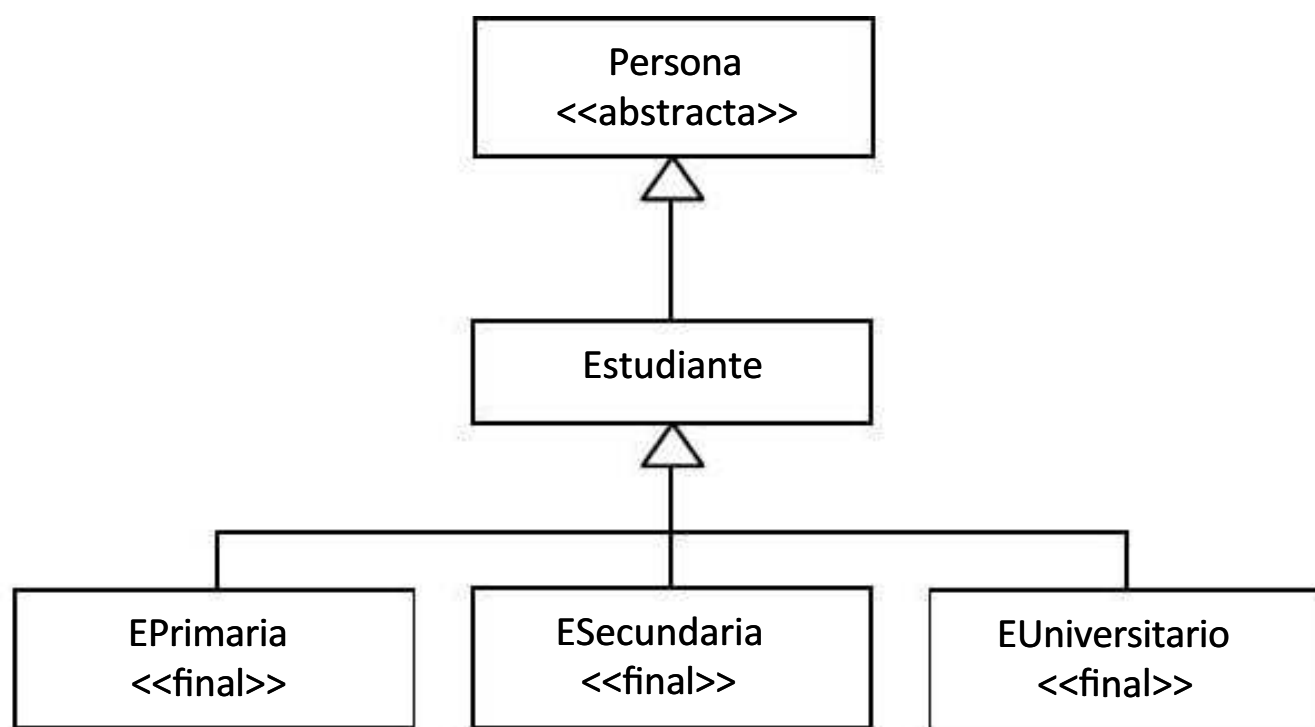 Persona
<<abstracta>>
Estudiante
EPrimaria
<<final>>
ESecundaria
<<final>>
EUniversitario
<<final>>